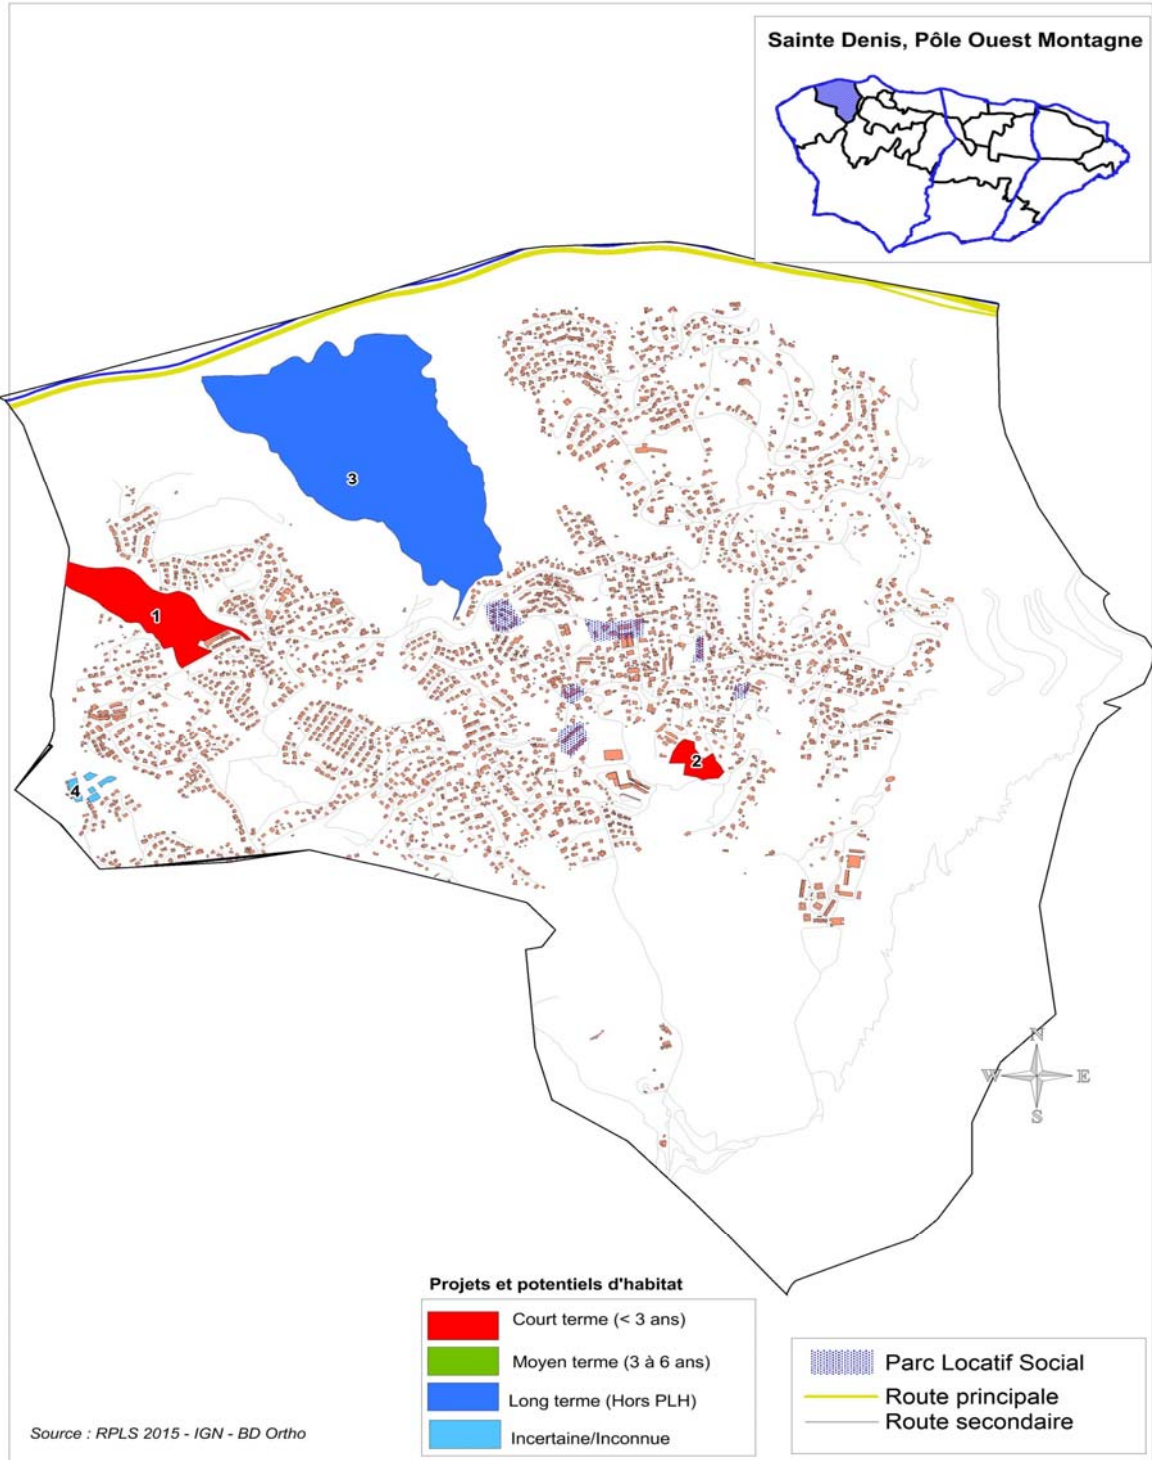 Sainte Denis, Pôle Ouest Montagne
3
1
2
4
N
W E
S
Projets et potentiels d'habitat
Court terme (< 3 ans)
Moyen terme (3 à 6 ans)
Long terme (Hors PLH)
Incertaine/Inconnue
Parc Locatif Social
Route principale
Route secondaire
Source : RPLS 2015 - IGN - BD Ortho